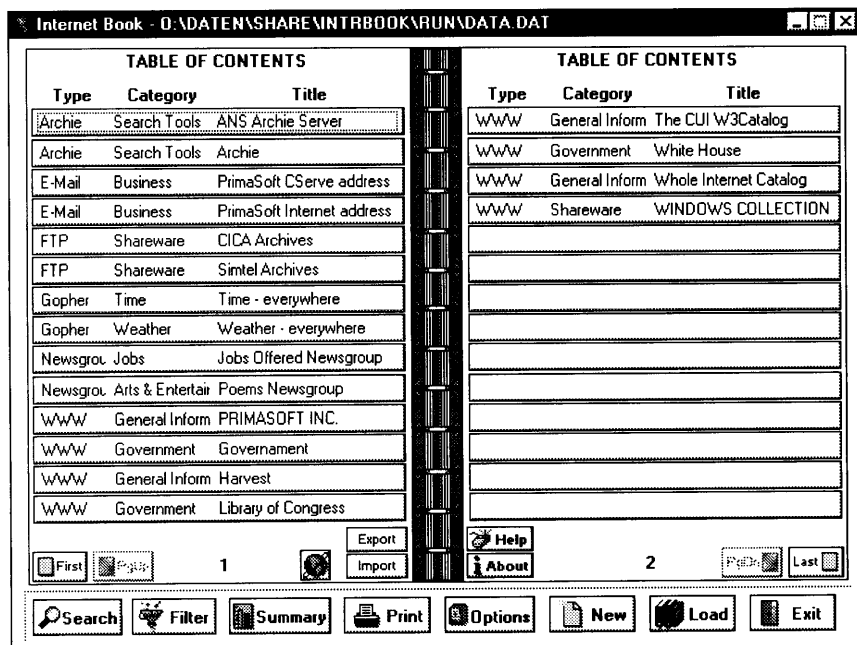 Internet Book - O:\DATEN\SHARE\INTRBOOK\RUN\DATA.DAT
TABLE OF CONTENTS
Type Category Title
Archie Search Tools ANS Archie Server
Archie Search Tools Archie
E-Mail Business PrimaSoft CServe address
E-Mail Business PrimaSoft Internet address
FTP Shareware CICA Archives
FTP Shareware Simtel Archives
Gopher Time Time - everywhere
Gopher Weather Weather - everywhere
Newsgrou Jobs Jobs Offered Newsgroup
Newsgrou Arts & Entertain Poems Newsgroup
WWW General Inform PRIMASOFT INC.
WWW Government Governament
WWW General Inform Harvest
WWW Government Library of Congress
First PgUp 1 Export Import
TABLE OF CONTENTS
Type Category Title
WWW General Inform The CUI W3Catalog
WWW Government White House
WWW General Inform Whole Internet Catalog
WWW Shareware WINDOWS COLLECTION
Help
About 2 PgDn Last
Search Filter Summary Print Options New Load Exit